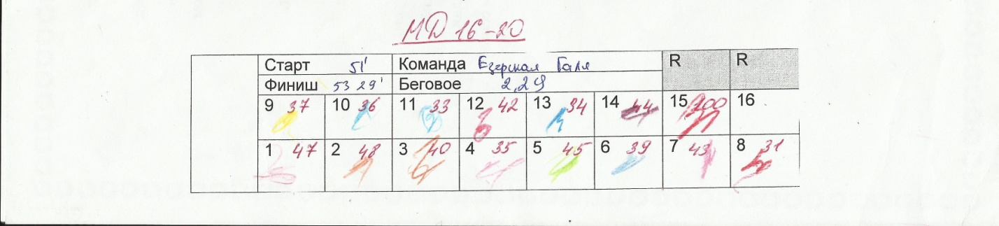 МД 16-20
Старт 51' Команда Езерская Галя R R
Финиш 53 29' Беговое 2,29
9 37 10 36 11 33 12 42 13 34 14 44 15 100 16
1 47 2 48 3 40 4 35 5 45 6 39 7 43 8 31